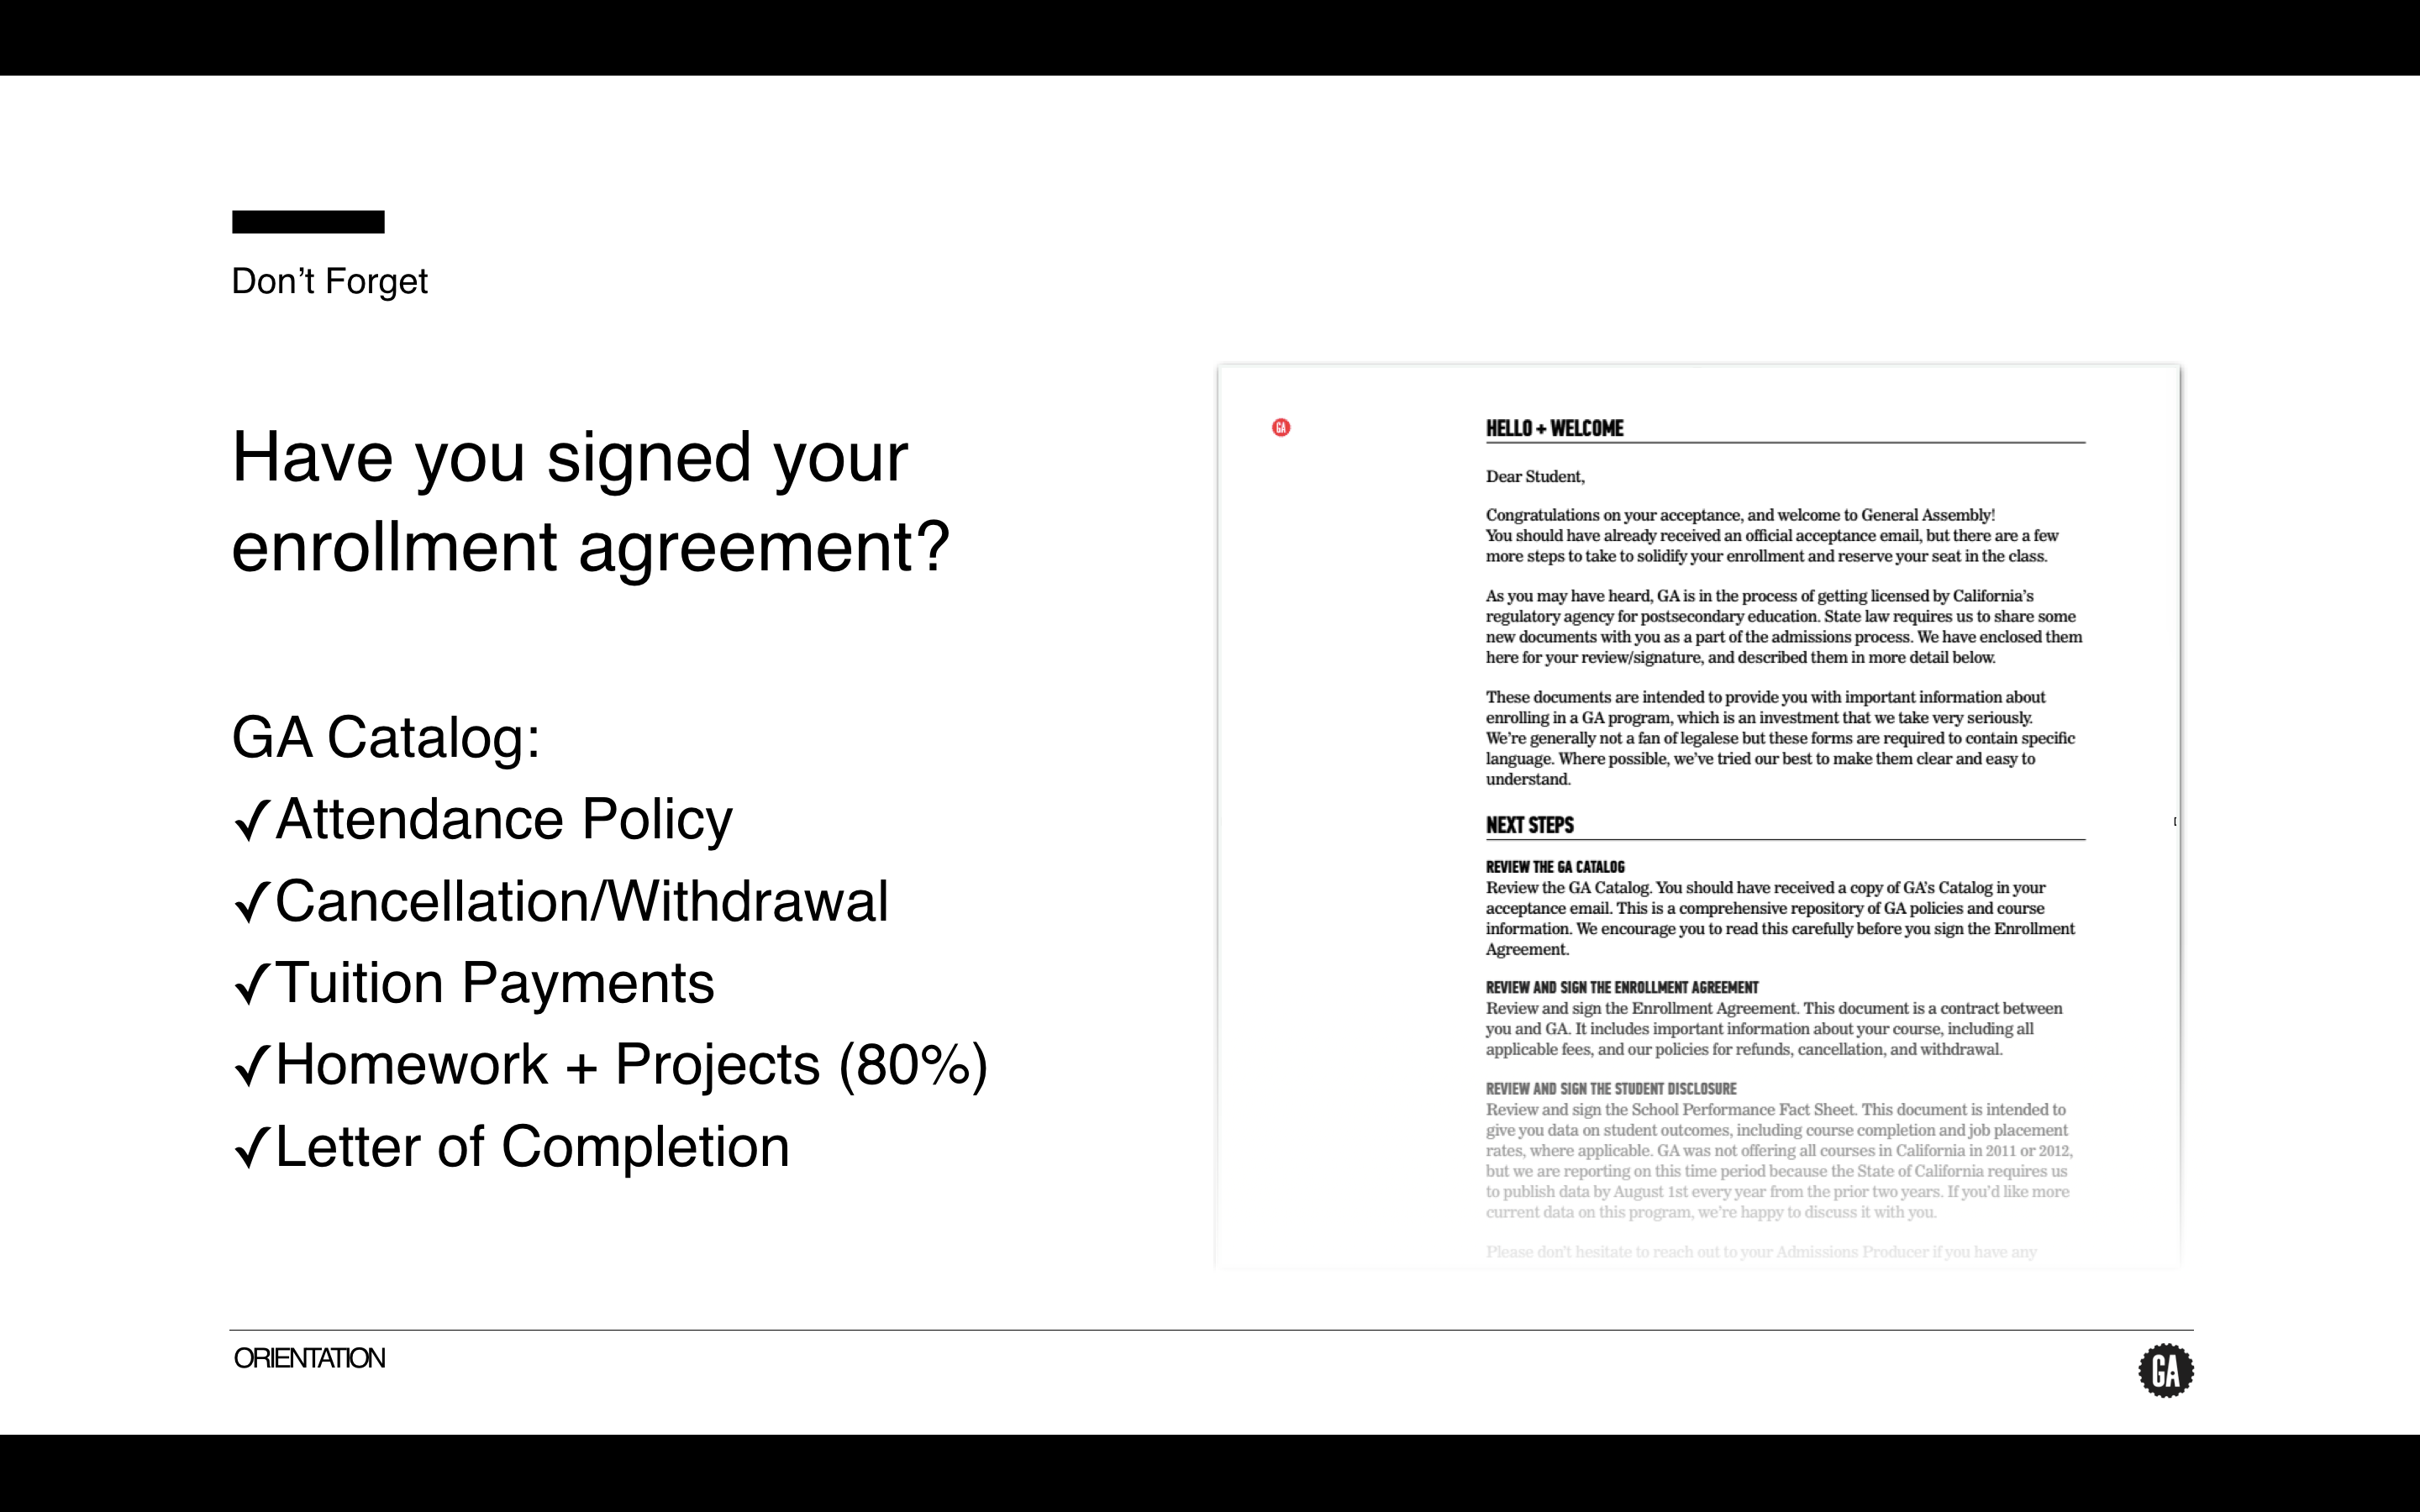 Don’t Forget
Have you signed your
enrollment agreement?
GA Catalog:
✓Attendance Policy
✓Cancellation/Withdrawal
✓Tuition Payments
✓Homework + Projects (80%)
✓Letter of Completion
GA
HELLO + WELCOME
Dear Student,
Congratulations on your acceptance, and welcome to General Assembly!
You should have already received an official acceptance email, but there are a few
more steps to take to solidify your enrollment and reserve your seat in the class.
As you may have heard, GA is in the process of getting licensed by California’s
regulatory agency for postsecondary education. State law requires us to share some
new documents with you as a part of the admissions process. We have enclosed them
here for your review/signature, and described them in more detail below.
These documents are intended to provide you with important information about
enrolling in a GA program, which is an investment that we take very seriously.
We’re generally not a fan of legalese but these forms are required to contain specific
language. Where possible, we’ve tried our best to make them clear and easy to
understand.
NEXT STEPS
REVIEW THE GA CATALOG
Review the GA Catalog. You should have received a copy of GA’s Catalog in your
acceptance email. This is a comprehensive repository of GA policies and course
information. We encourage you to read this carefully before you sign the Enrollment
Agreement.
REVIEW AND SIGN THE ENROLLMENT AGREEMENT
Review and sign the Enrollment Agreement. This document is a contract between
you and GA. It includes important information about your course, including all
applicable fees, and our policies for refunds, cancellation, and withdrawal.
REVIEW AND SIGN THE STUDENT DISCLOSURE
Review and sign the School Performance Fact Sheet. This document is intended to
give you data on student outcomes, including course completion and job placement
rates, where applicable. GA was not offering all courses in California in 2011 or 2012,
but we are reporting on this time period because the State of California requires us
to publish data by August 1st every year from the prior two years. If you’d like more
current data on this program, we’re happy to discuss it with you.
Please don’t hesitate to reach out to your Admissions Producer if you have any
ORIENTATION
GA